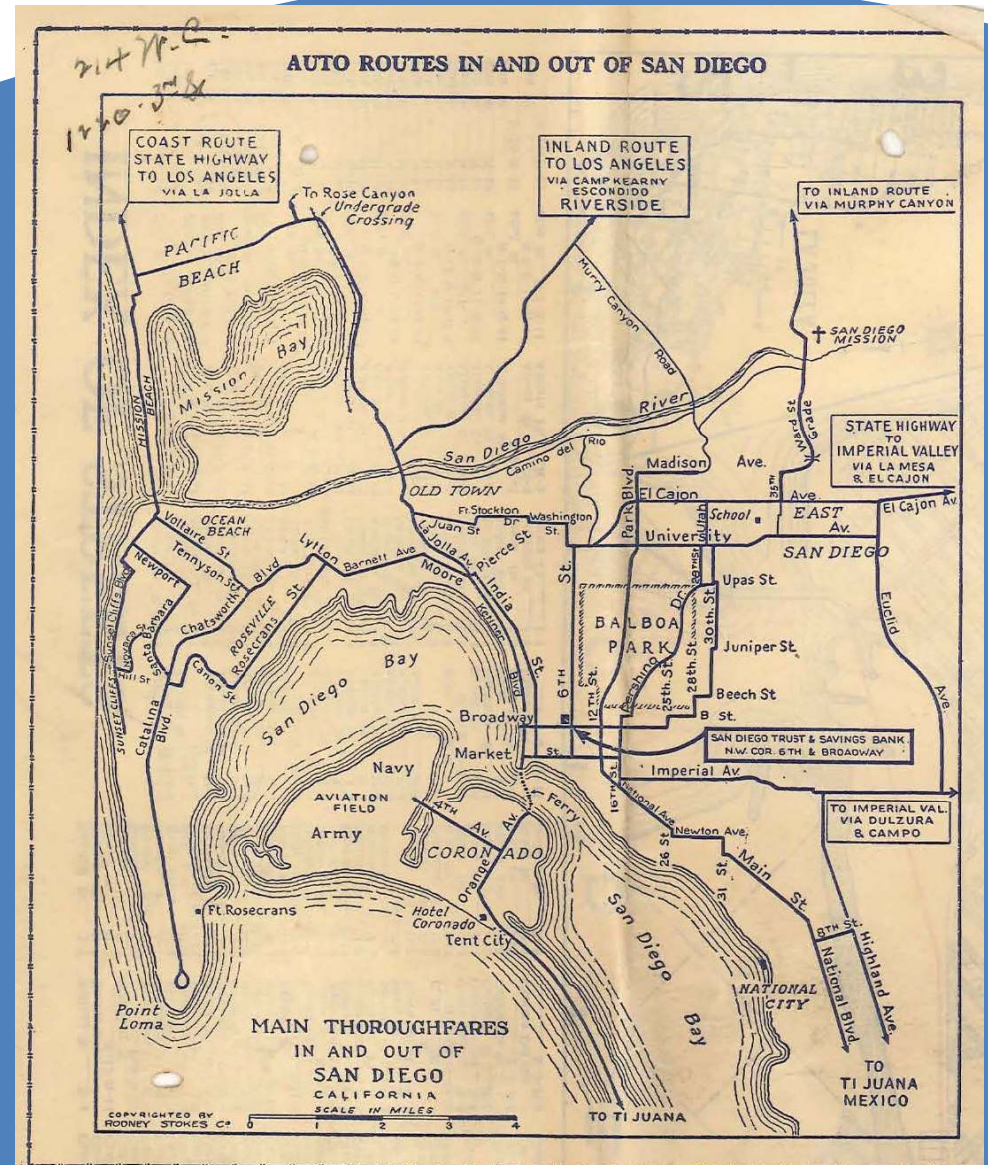 AUTO ROUTES IN AND OUT OF SAN DIEGO
1220 3rd St
COAST ROUTE
STATE HIGHWAY
TO LOS ANGELES
VIA LA JOLLA
INLAND ROUTE
TO LOS ANGELES
VIA CAMP KEARNY
ESCONDIDO
RIVERSIDE
TO INLAND ROUTE
VIA MURPHY CANYON
To Rose Canyon
Undergrade
Crossing
PACIFIC
BEACH
Mission Bay
MISSION
BEACH
Murry Canyon Road
SAN DIEGO
MISSION
San Diego River
Camino del Rio
Ward's Grade
STATE HIGHWAY
TO
IMPERIAL VALLEY
VIA LA MESA
& EL CAJON
Madison Ave.
Park Blvd.
35TH
El Cajon Ave.
El Cajon Av.
OLD TOWN
Ft. Stockton
Dr
Washington
St.
Juan St
La Jolla Av.
Pierce St
Utah
School
EAST
SAN DIEGO
University Av.
OCEAN
BEACH
Voltaire St
Tennyson St
Newport
Lytton
Blvd
Barnett Ave
Moore
India St.
Kettner Blvd
Chatsworth
ROSEVILLE
Rosecrans St
Santa Barbara
Novara St
Hill St
Canon St
Catalina
Blvd.
SUNSET CLIFFS
Sunset Cliffs Blvd
6TH St.
12TH St.
BALBOA
PARK
Pershing Dr.
25th. St.
28TH ST
28th. St.
30th. St.
Upas St.
Juniper St.
Beech St
B St.
Euclid Ave.
San Diego Bay
Broadway
Market St.
SAN DIEGO TRUST & SAVINGS BANK
N.W. COR. 6TH & BROADWAY
Imperial Av.
16TH St.
National Ave
Newton Ave.
26 St
31 St.
Main St.
TO IMPERIAL VAL.
VIA DULZURA
& CAMPO
Navy
AVIATION
FIELD
Army
4TH Av.
Ferry
CORONADO
Orange Av.
Hotel
Coronado
Tent City
Ft. Rosecrans
San Diego Bay
8TH St.
Highland Ave.
National Blvd
NATIONAL
CITY
Point
Loma
MAIN THOROUGHFARES
IN AND OUT OF
SAN DIEGO
CALIFORNIA
SCALE IN MILES
0 1 2 3 4
COPYRIGHTED BY
RODNEY STOKES Co
TO TI JUANA
TO
TI JUANA
MEXICO